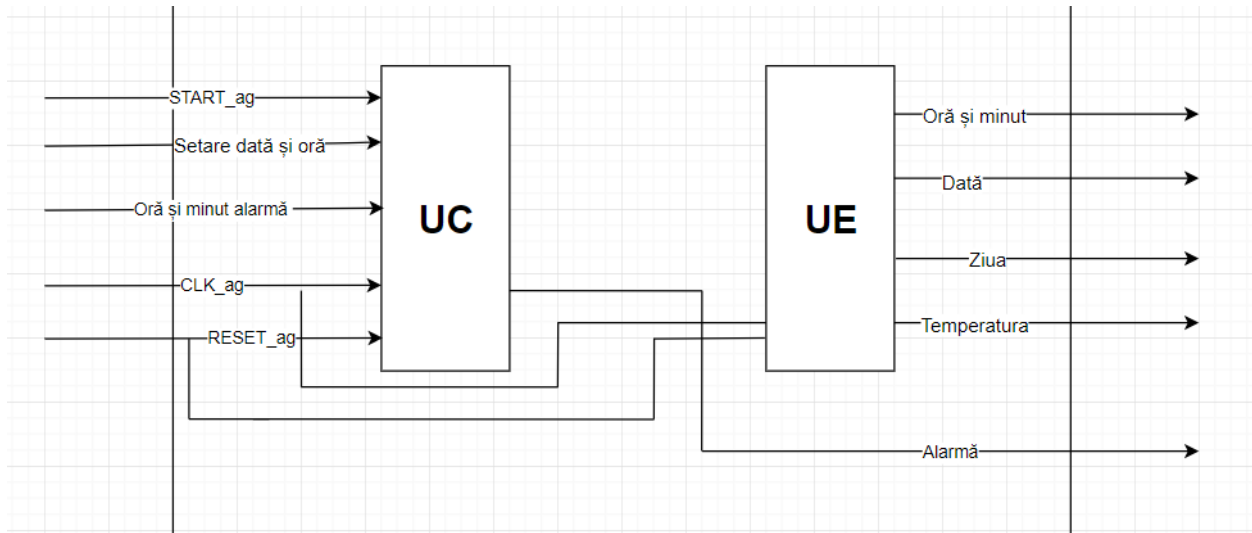 START_ag
Setare dată și oră
Oră și minut alarmă
CLK_ag
RESET_ag
UC
UE
Oră și minut
Dată
Ziua
Temperatura
Alarmă